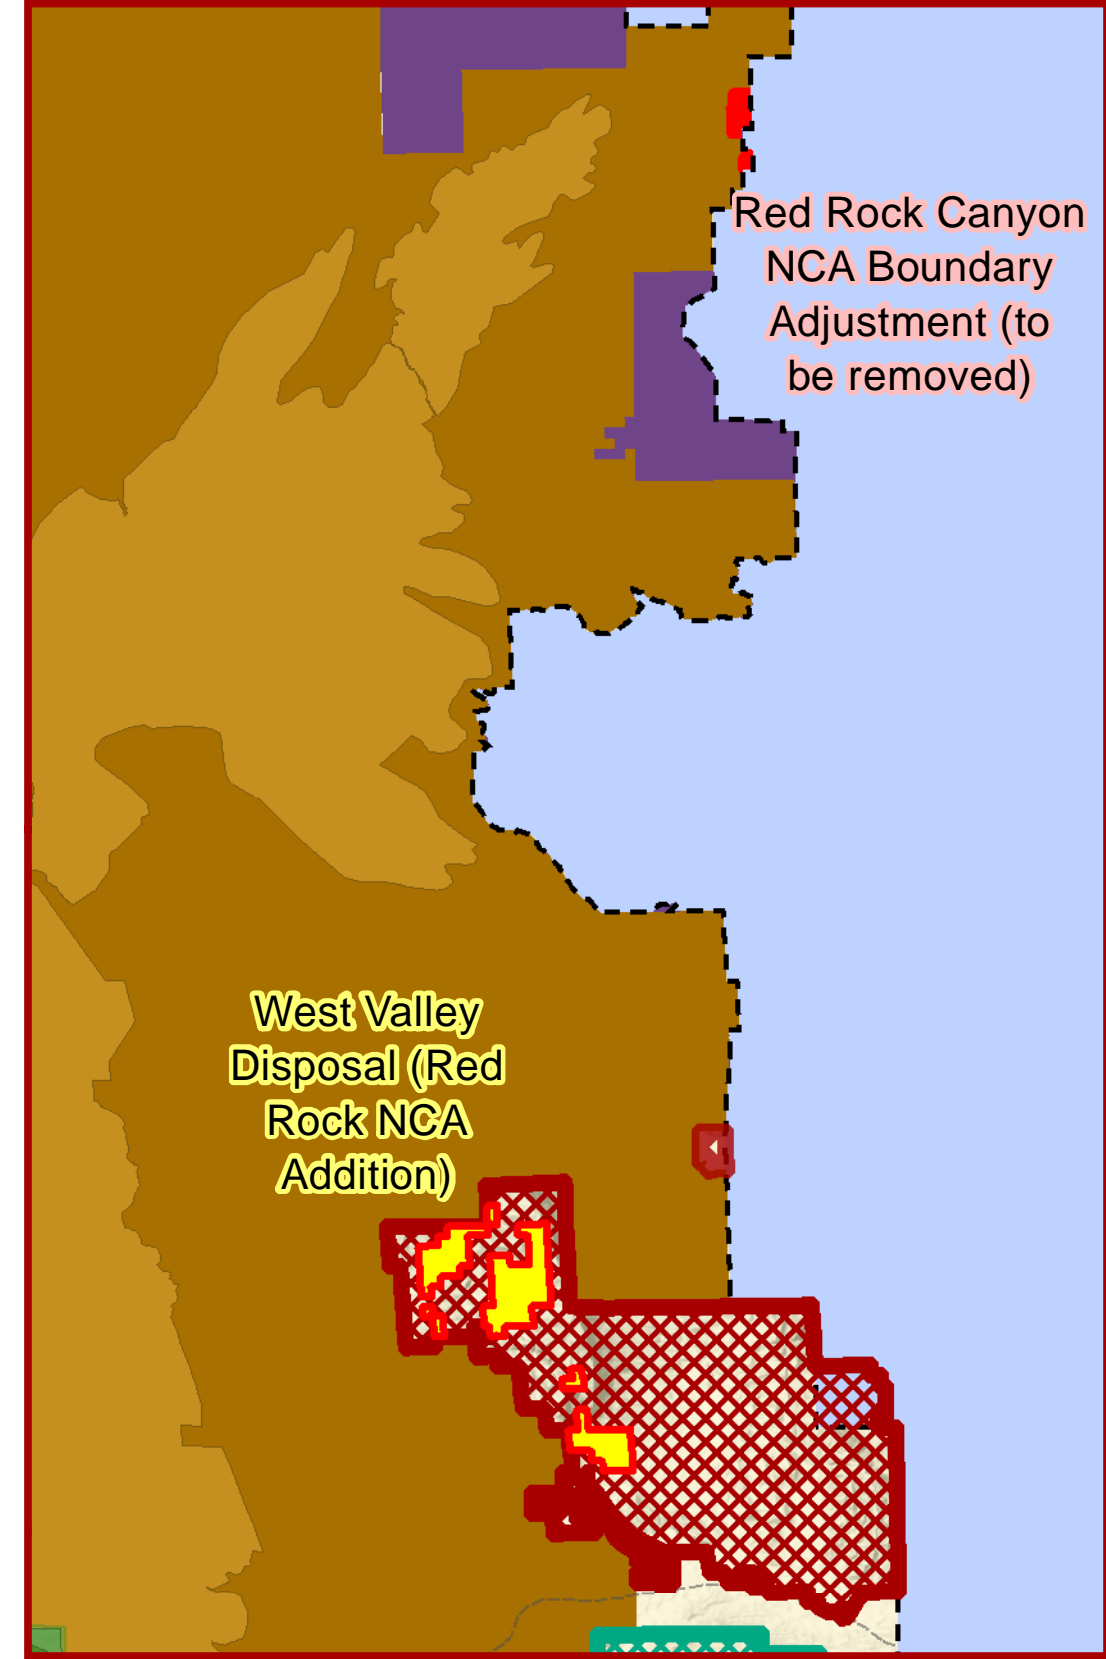 Red Rock Canyon
NCA Boundary
Adjustment (to
be removed)
West Valley
Disposal (Red
Rock NCA
Addition)